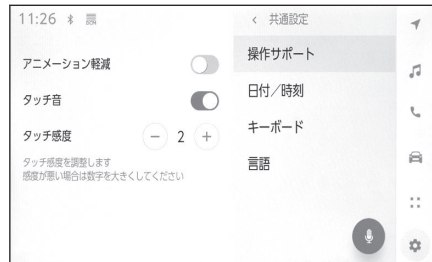 11:26
< 共通設定
アニメーション軽減
タッチ音
タッチ感度
− 2 +
タッチ感度を調整します
感度が悪い場合は数字を大きくしてください
操作サポート
日付／時刻
キーボード
言語